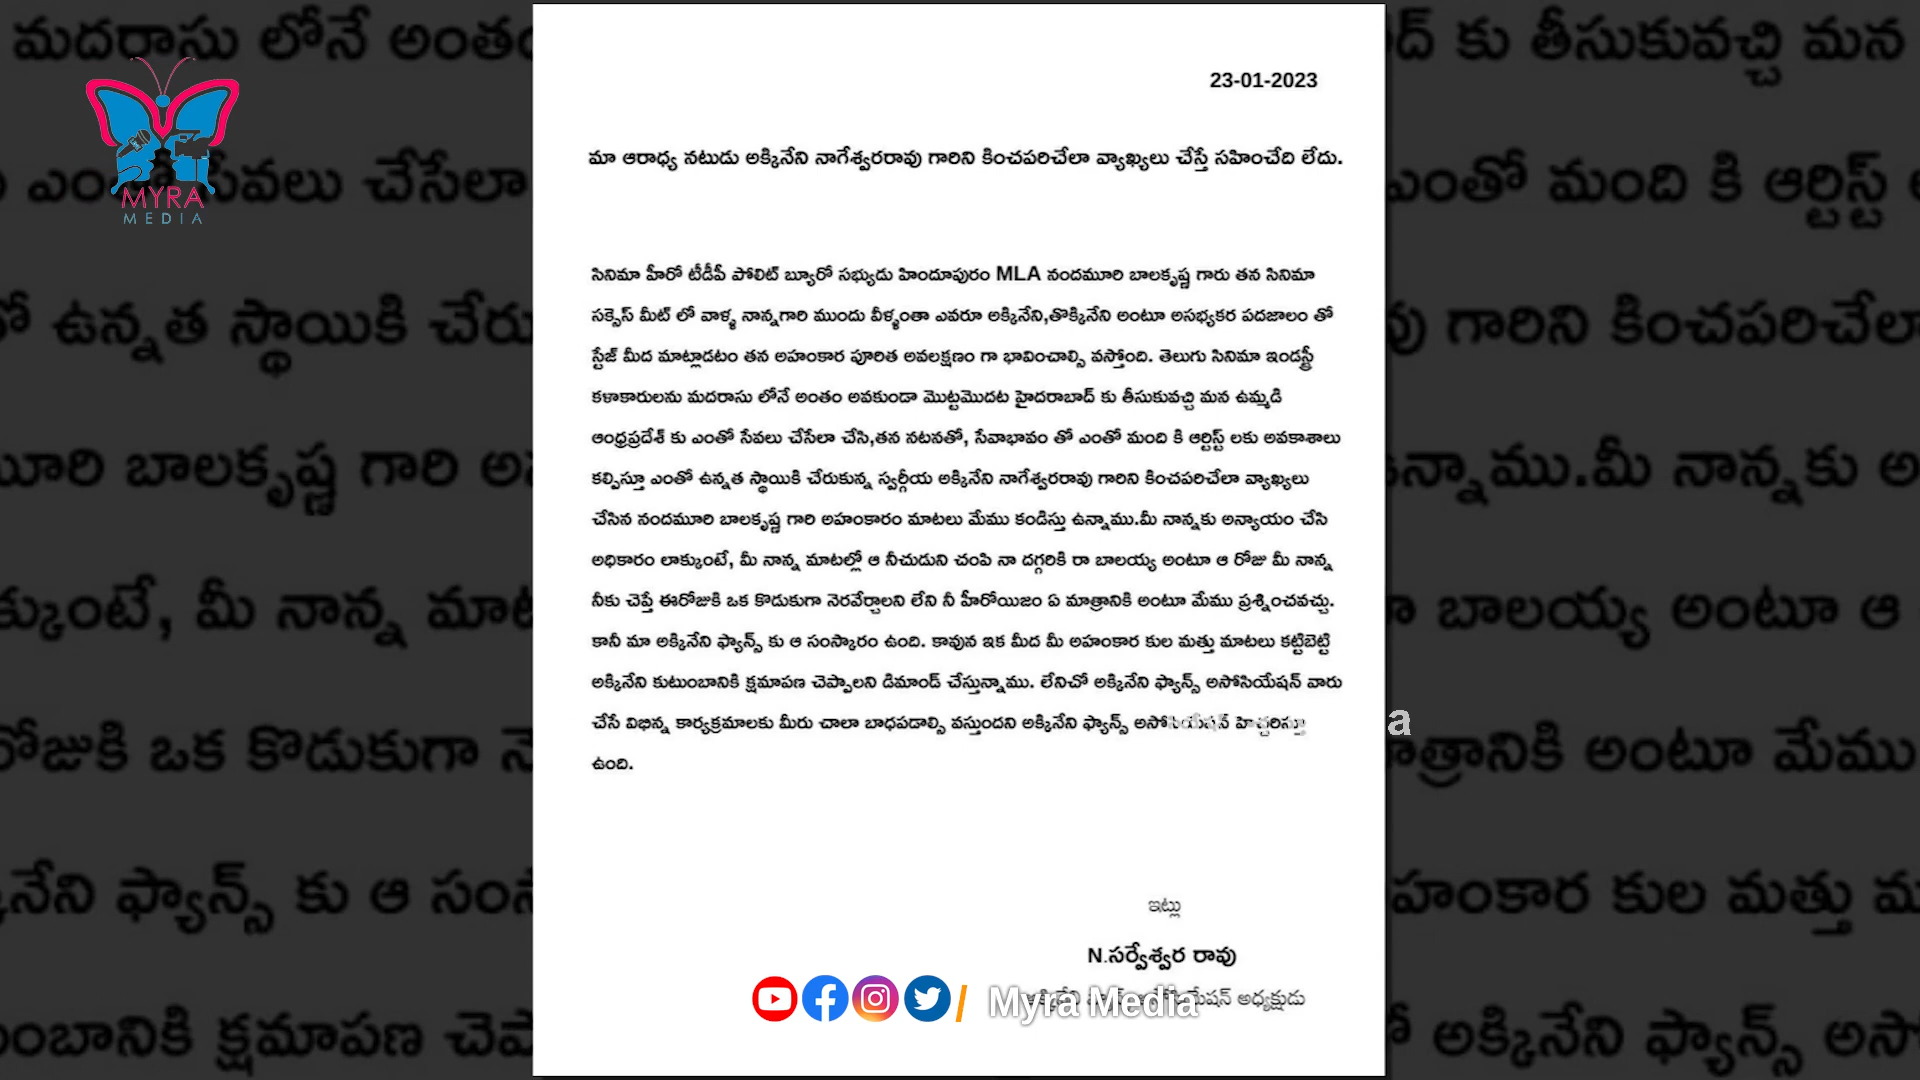 MYRA
MEDIA
23-01-2023
మా ఆరాధ్య నటుడు అక్కినేని నాగేశ్వరరావు గారిని కించపరిచేలా వ్యాఖ్యలు చేస్తే సహించేది లేదు.
సినిమా హీరో టీడీపీ పోలిట్ బ్యూరో సభ్యుడు హిందూపురం MLA నందమూరి బాలకృష్ణ గారు తన సినిమా
సక్సెస్ మీట్ లో వాళ్ళ నాన్నగారి ముందు వీళ్ళంతా ఎవరూ అక్కినేని,తొక్కినేని అంటూ అసభ్యకర పదజాలం తో
స్టేజ్ మీద మాట్లాడటం తన అహంకార పూరిత అవలక్షణం గా భావించాల్సి వస్తోంది. తెలుగు సినిమా ఇండస్ట్రీ
కళాకారులను మదరాసు లోనే అంతం అవకుండా మొట్టమొదట హైదరాబాద్ కు తీసుకువచ్చి మన ఉమ్మడి
ఆంధ్రప్రదేశ్ కు ఎంతో సేవలు చేసేలా చేసి,తన నటనతో, సేవాభావం తో ఎంతో మంది కి ఆర్టిస్ట్ లకు అవకాశాలు
కల్పిస్తూ ఎంతో ఉన్నత స్థాయికి చేరుకున్న స్వర్గీయ అక్కినేని నాగేశ్వరరావు గారిని కించపరిచేలా వ్యాఖ్యలు
చేసిన నందమూరి బాలకృష్ణ గారి అహంకారం మాటలు మేము కండిస్తు ఉన్నాము.మీ నాన్నకు అన్యాయం చేసి
అధికారం లాక్కుంటే, మీ నాన్న మాటల్లో ఆ నీచుడుని చంపి నా దగ్గరికి రా బాలయ్య అంటూ ఆ రోజు మీ నాన్న
నీకు చెప్తే ఈరోజుకి ఒక కొడుకుగా నెరవేర్చాలని లేని నీ హీరోయిజం ఏ మాత్రానికి అంటూ మేము ప్రశ్నించవచ్చు.
కానీ మా అక్కినేని ఫ్యాన్స్ కు ఆ సంస్కారం ఉంది. కావున ఇక మీద మీ అహంకార కుల మత్తు మాటలు కట్టిబెట్టి
అక్కినేని కుటుంబానికి క్షమాపణ చెప్పాలని డిమాండ్ చేస్తున్నాము. లేనిచో అక్కినేని ఫ్యాన్స్ అసోసియేషన్ వారు
చేసే విభిన్న కార్యక్రమాలకు మీరు చాలా బాధపడాల్సి వస్తుందని అక్కినేని ఫ్యాన్స్ అసోసియేషన్ హెచ్చరిస్తు
ఉంది.
ఇట్లు
N.సర్వేశ్వర రావు
అధ్యక్షుడు
/ Myra Media